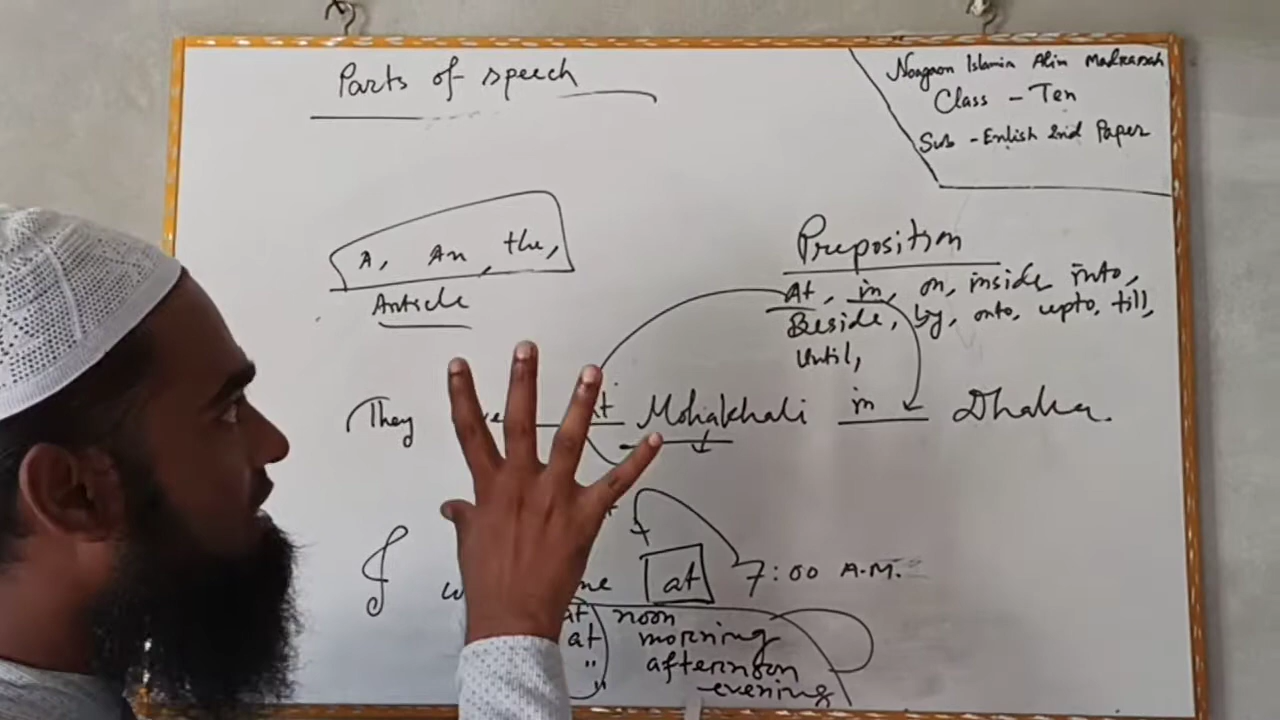 Parts of speech
Noagaon Islamia Alim Madrasah
Class - Ten
Sub - Enlish 2nd Paper
A, An, the,
Article
Preposition
At, in, on, inside into,
Beside, by, onto, upto, till,
Until,
They at Mohakhali in Dhaka.
I at 7:00 A.M.
at noon
at morning
" afternoon
" evening